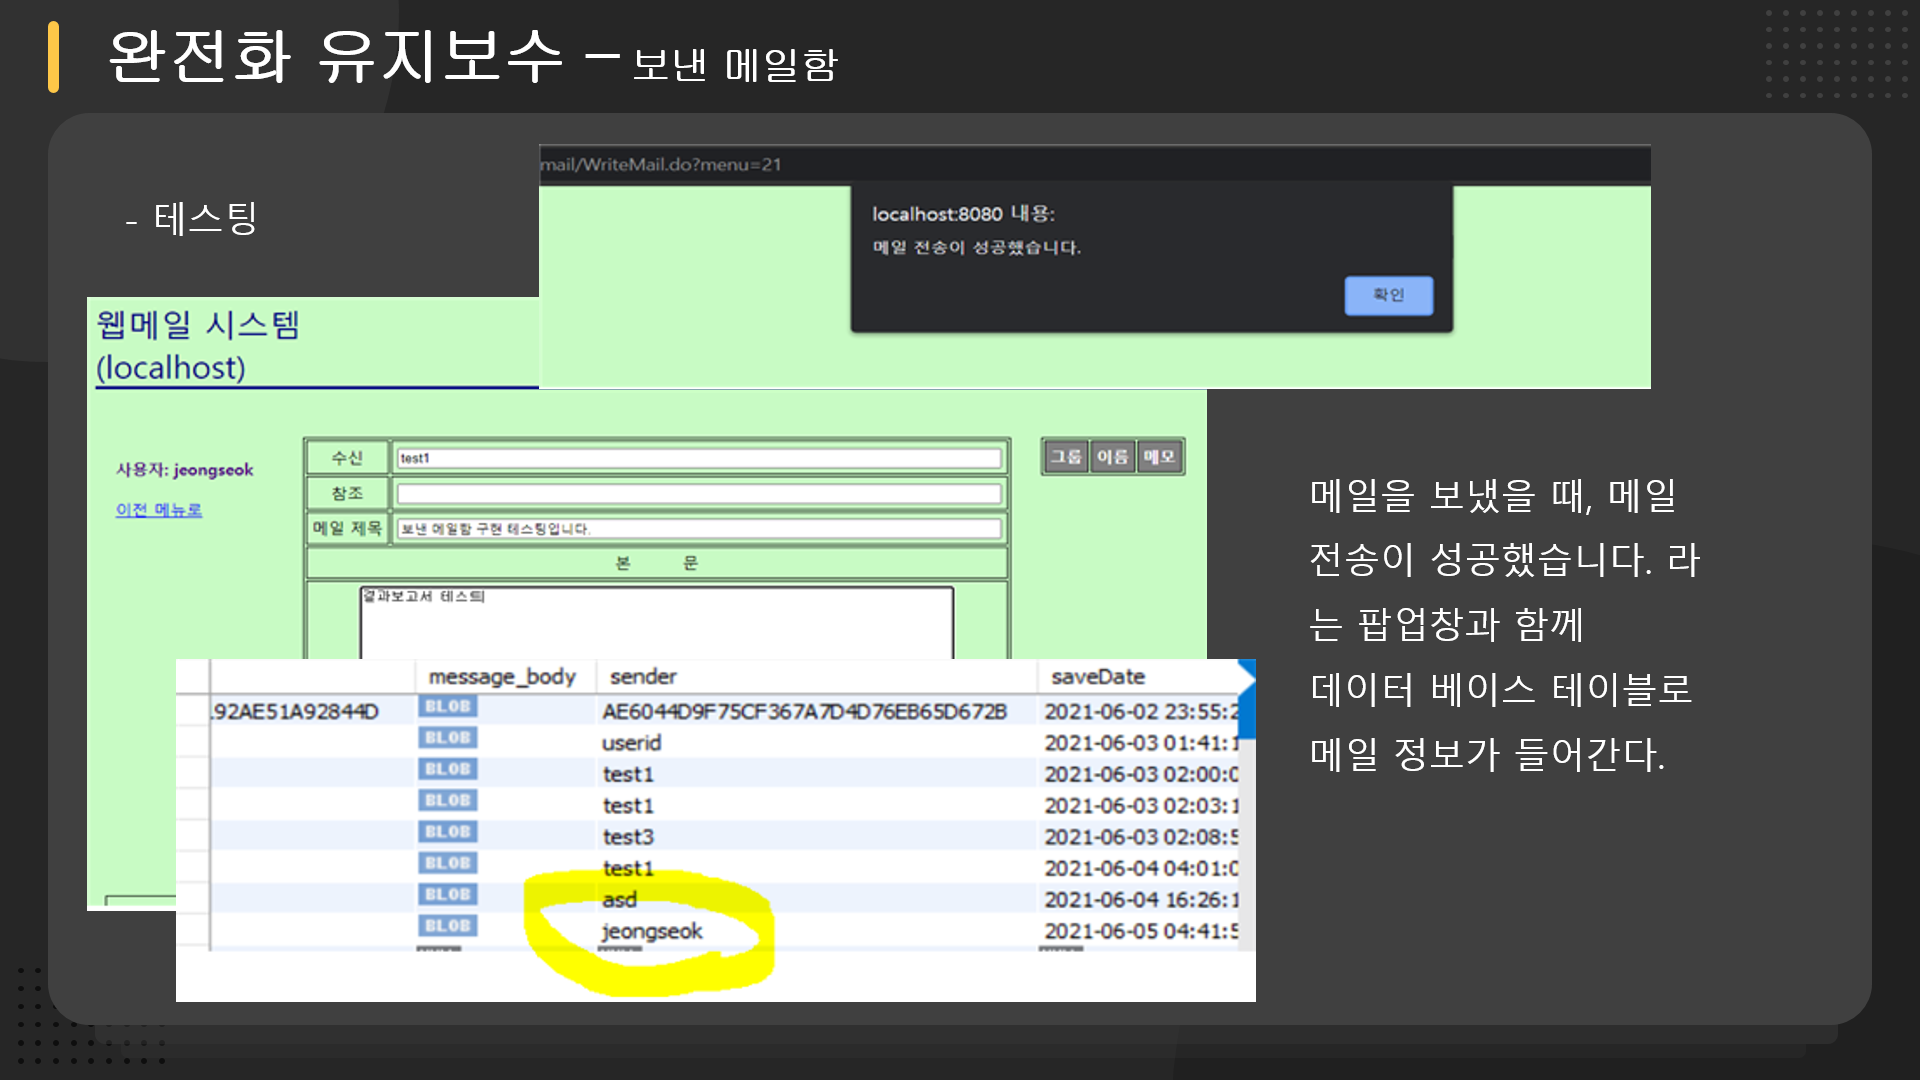 완전화 유지보수 – 보낸 메일함
- 테스팅
mail/WriteMail.do?menu=21
localhost:8080 내용:
메일 전송이 성공했습니다.
확인
웹메일 시스템
(localhost)
사용자: jeongseok
이전 메뉴로
수신 test1
참조
메일 제목 보낸 메일함 구현 테스팅입니다.
본 문
결과보고서 테스트
그룹 이름 메모
message_body sender saveDate
.92AE51A92844D BLOB AE6044D9F75CF367A7D4D76EB65D672B 2021-06-02 23:55:2
BLOB userid 2021-06-03 01:41:1
BLOB test1 2021-06-03 02:00:0
BLOB test1 2021-06-03 02:03:1
BLOB test3 2021-06-03 02:08:5
BLOB test1 2021-06-04 04:01:0
BLOB asd 2021-06-04 16:26:1
BLOB jeongseok 2021-06-05 04:41:5
메일을 보냈을 때, 메일
전송이 성공했습니다. 라
는 팝업창과 함께
데이터 베이스 테이블로
메일 정보가 들어간다.